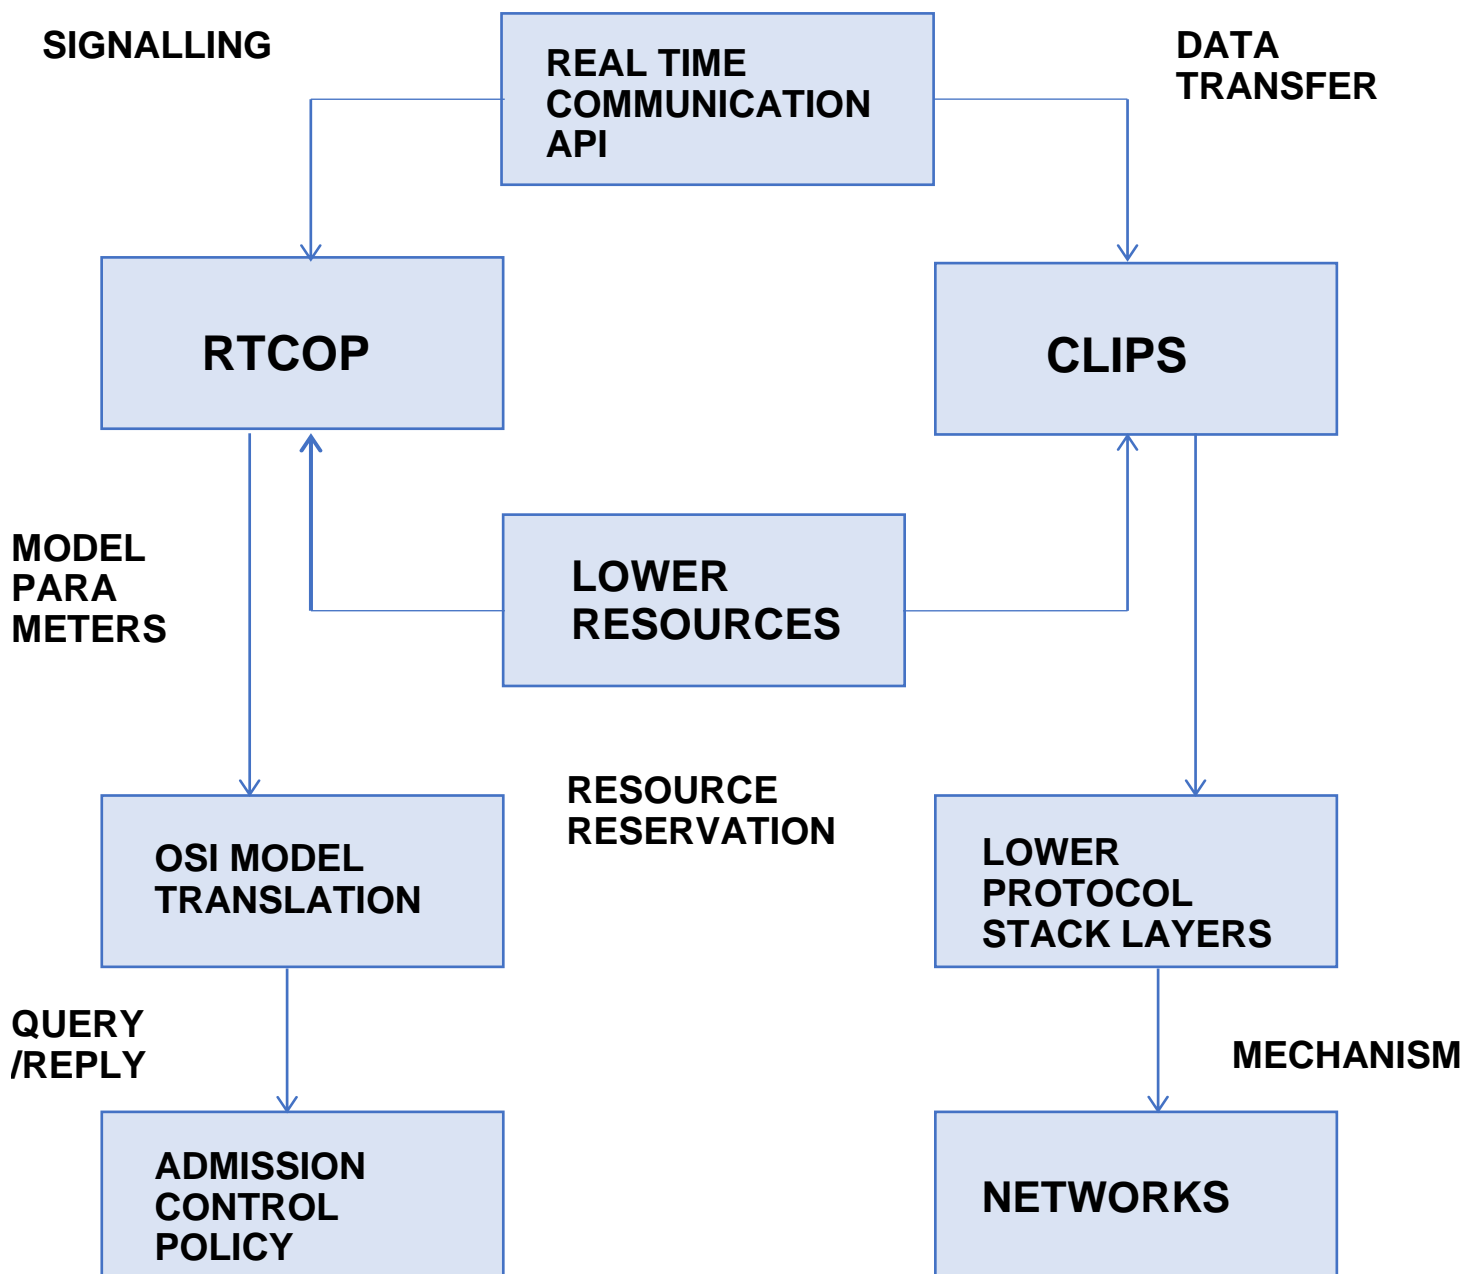 SIGNALLING
REAL TIME
COMMUNICATION
API
DATA
TRANSFER
RTCOP
CLIPS
MODEL
PARA
METERS
LOWER
RESOURCES
RESOURCE
RESERVATION
OSI MODEL
TRANSLATION
LOWER
PROTOCOL
STACK LAYERS
QUERY
/REPLY
MECHANISM
ADMISSION
CONTROL
POLICY
NETWORKS